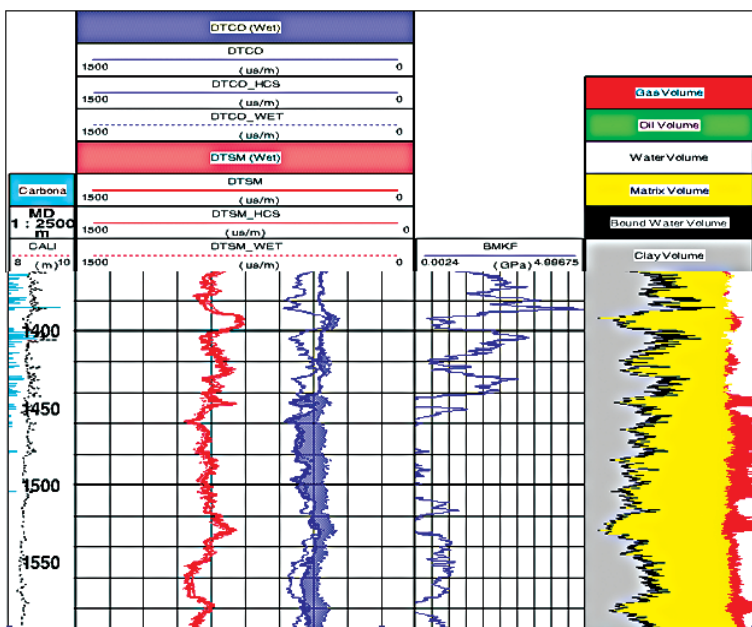 DTCO (Wet)
DTCO
1500 (us/m) 0
DTCO_HCS
1500 (us/m) 0
DTCO_WET
1500 (us/m) 0
DTSM (Wet)
DTSM
1500 (us/m) 0
DTSM_HCS
1500 (us/m) 0
DTSM_WET
1500 (us/m) 0
Carbona
MD
1 : 2500
m
CALI
8 (m) 10
BMKF
0.0024 (GPa) 4.99675
Gas Volume
Oil Volume
Water Volume
Matrix Volume
Bound Water Volume
Clay Volume
1400
1450
1500
1550